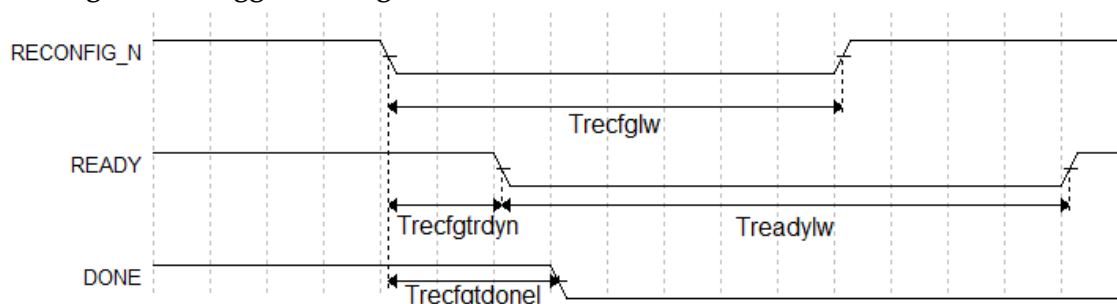 RECONFIG_N
Trecfglw
READY
Trecfgtrdyn
Treadylw
DONE
Trecfgtdonel